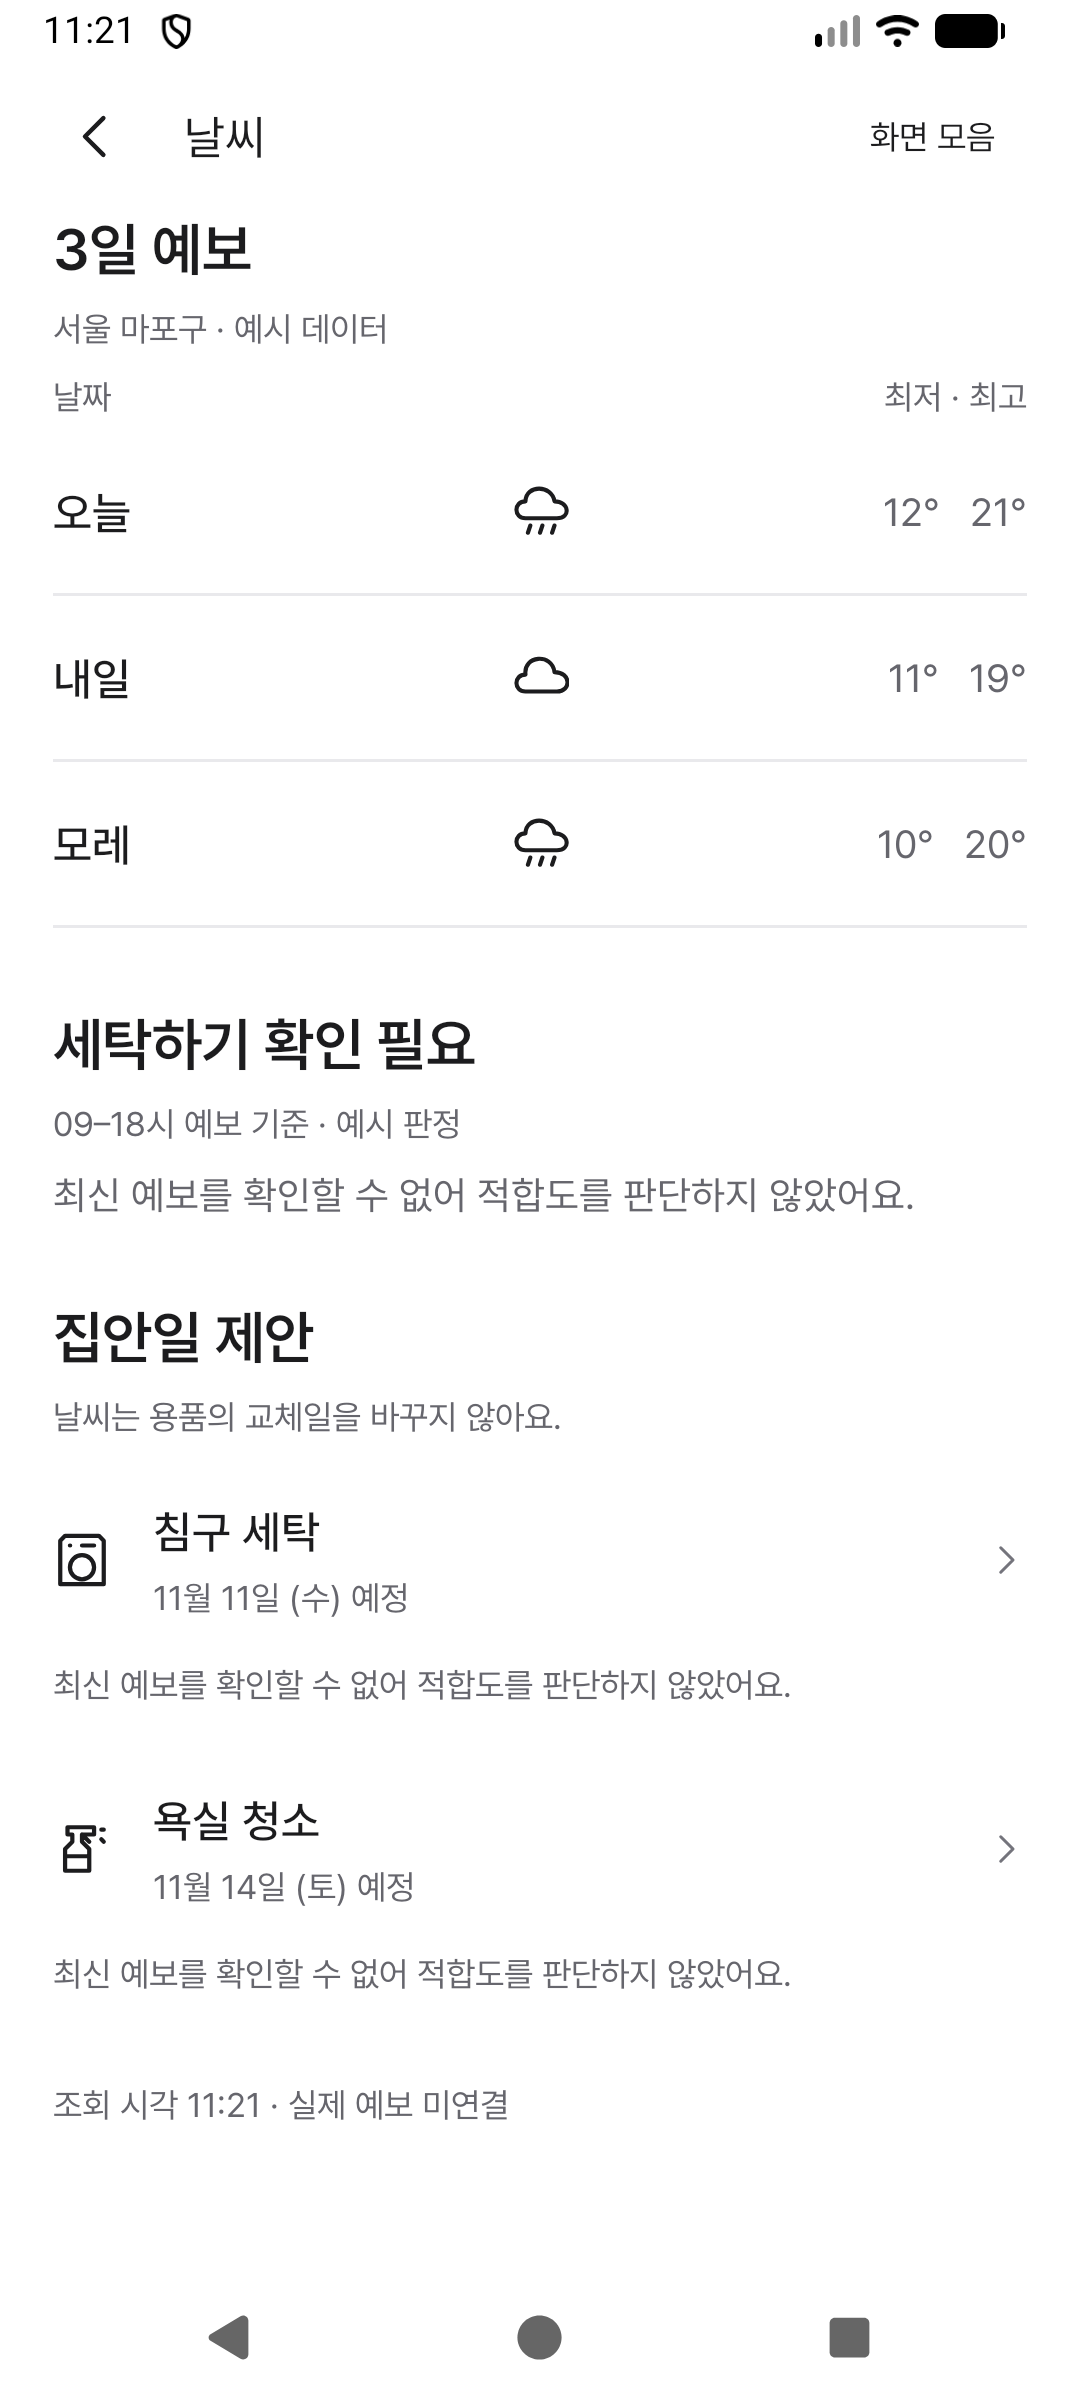 11:21
날씨
화면 모음
3일 예보
서울 마포구 · 예시 데이터
날짜 최저 · 최고
오늘 12° 21°
내일 11° 19°
모레 10° 20°
세탁하기 확인 필요
09–18시 예보 기준 · 예시 판정
최신 예보를 확인할 수 없어 적합도를 판단하지 않았어요.
집안일 제안
날씨는 용품의 교체일을 바꾸지 않아요.
침구 세탁
11월 11일 (수) 예정
최신 예보를 확인할 수 없어 적합도를 판단하지 않았어요.
욕실 청소
11월 14일 (토) 예정
최신 예보를 확인할 수 없어 적합도를 판단하지 않았어요.
조회 시각 11:21 · 실제 예보 미연결